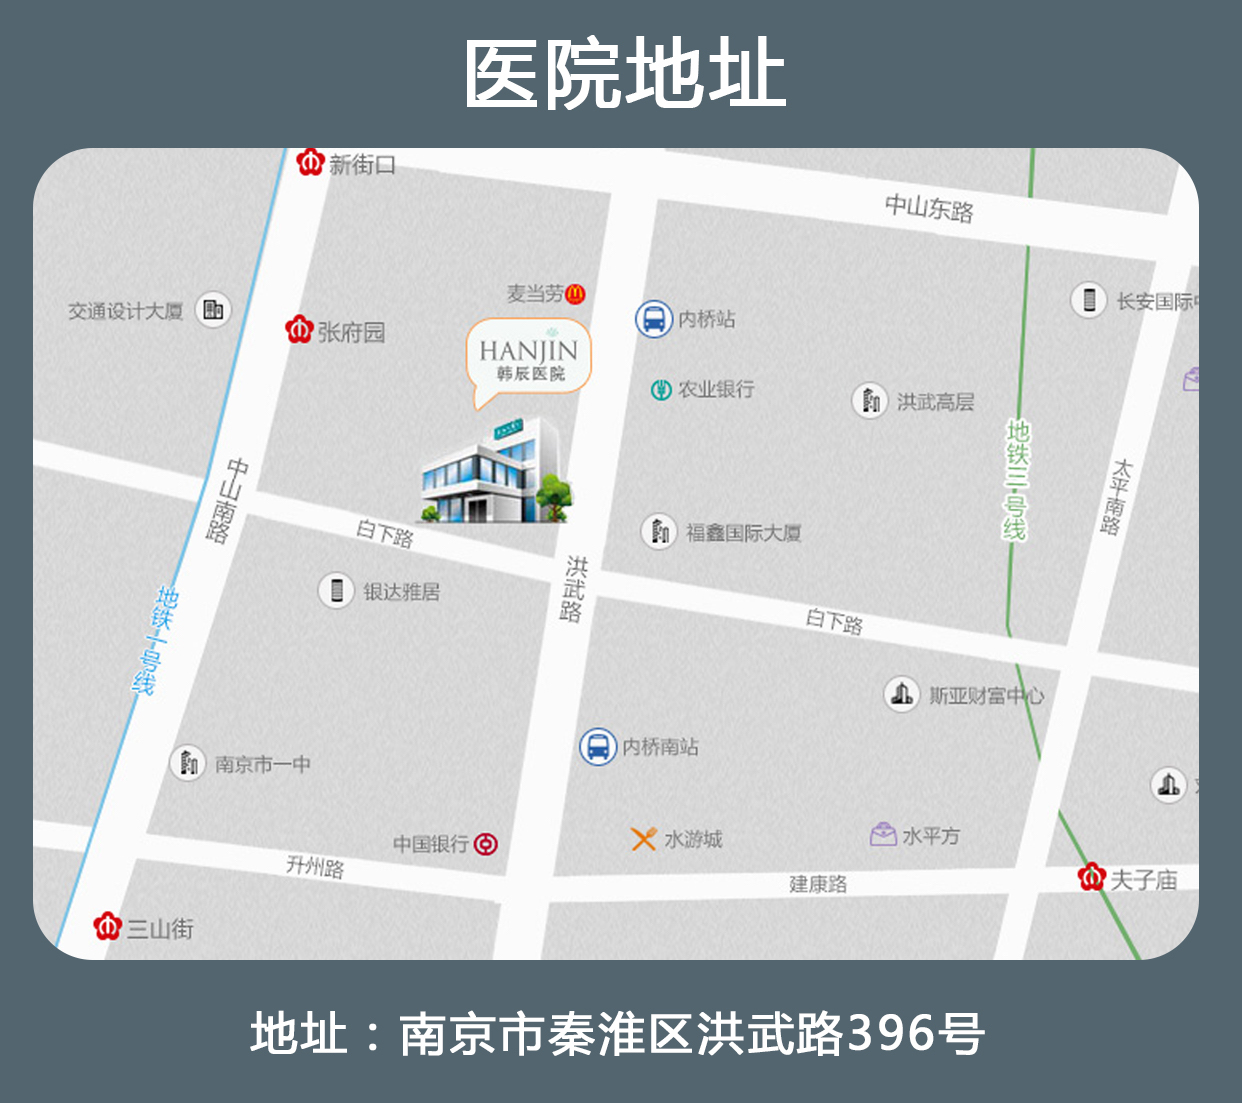 医院地址
新街口
中山东路
交通设计大厦
张府园
麦当劳
HANJIN
韩辰医院
内桥站
农业银行
洪武高层
长安国际
地铁三号线
太平南路
中山南路
白下路
福鑫国际大厦
洪武路
银达雅居
地铁一号线
白下路
斯亚财富中心
内桥南站
南京市一中
中国银行
水游城
水平方
升州路
建康路
夫子庙
三山街
地址：南京市秦淮区洪武路396号